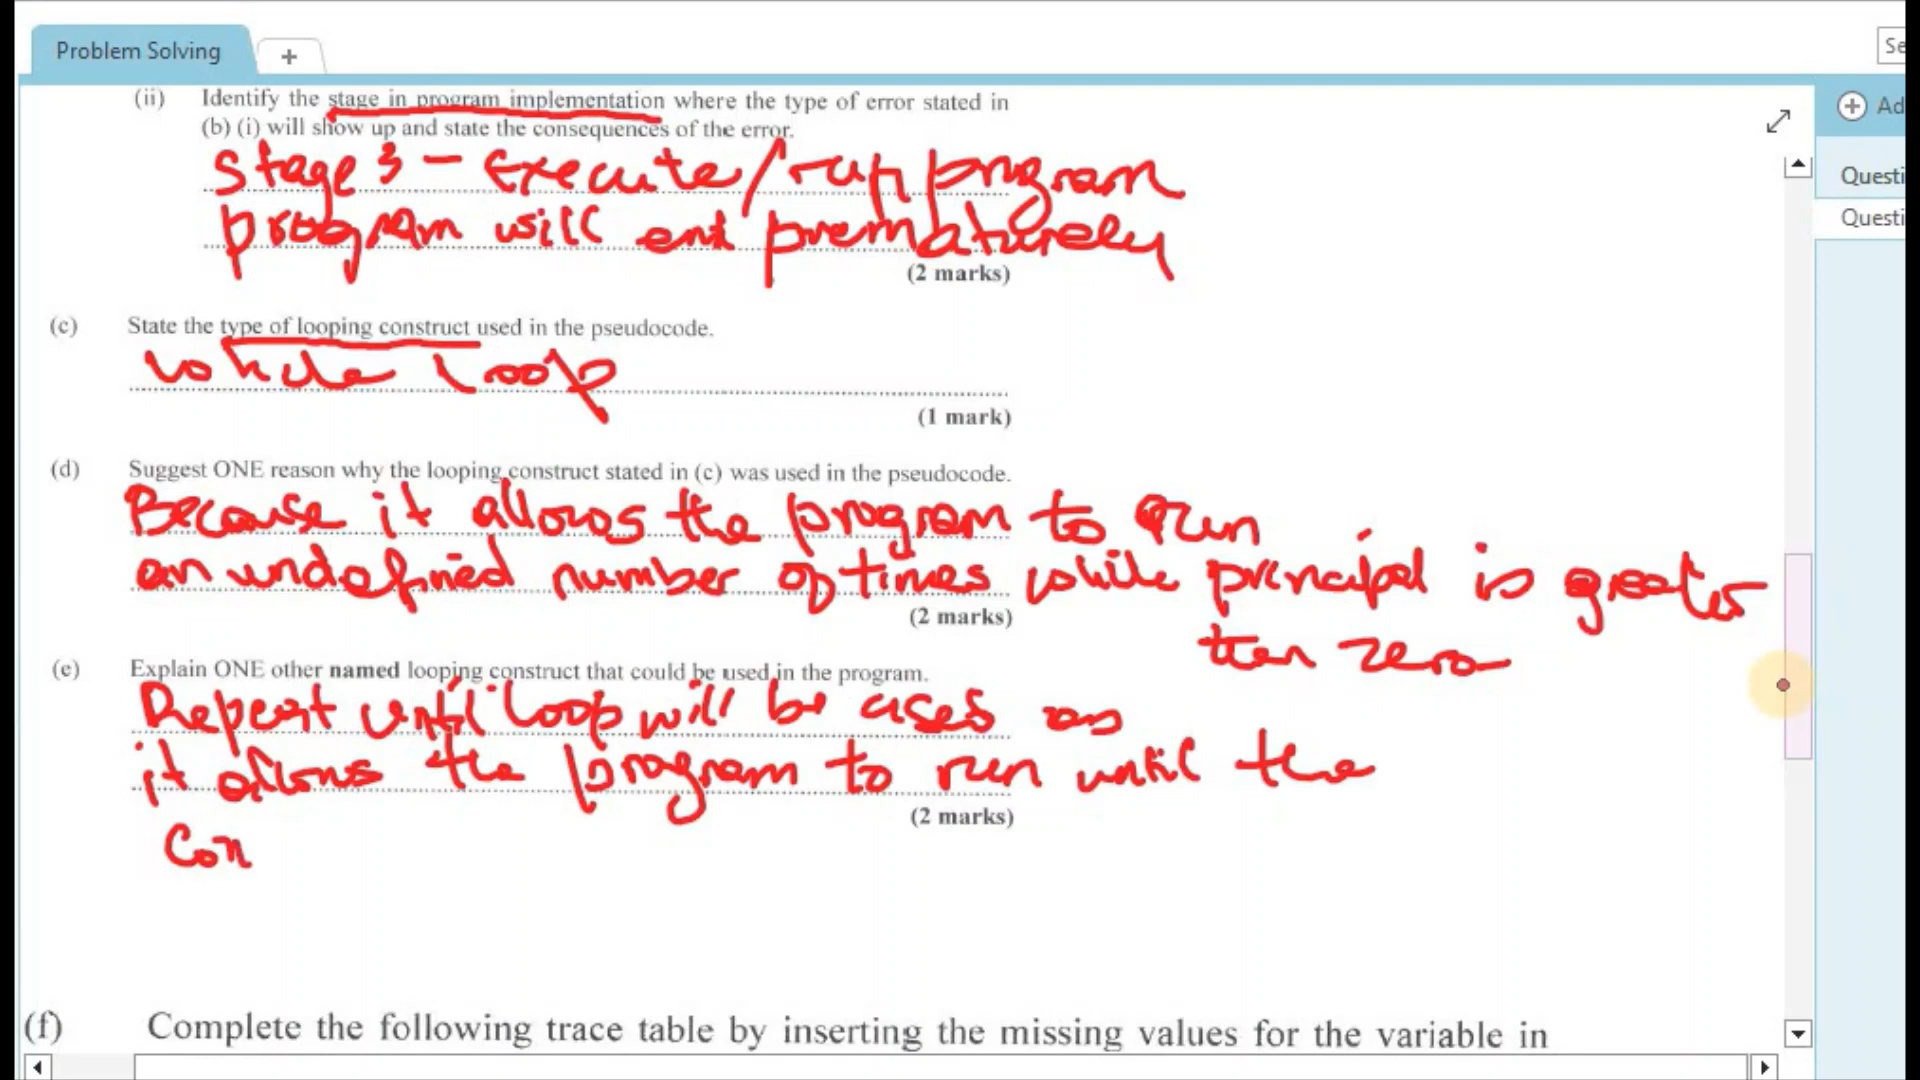 Problem Solving
+
Se
(ii) Identify the stage in program implementation where the type of error stated in
(b) (i) will show up and state the consequences of the error.
Ad
stage 3 - Execute / run program
program will end prematurely
(2 marks)
Questi
Questi
(c) State the type of looping construct used in the pseudocode.
while loop
(1 mark)
(d) Suggest ONE reason why the looping construct stated in (c) was used in the pseudocode.
Because it allows the program to Run
an undefined number of times while principal is greater
(2 marks)
then zero
(e) Explain ONE other named looping construct that could be used in the program.
Repeat until loop will be used as
it allows the program to run until the
(2 marks)
Con
(f) Complete the following trace table by inserting the missing values for the variable in